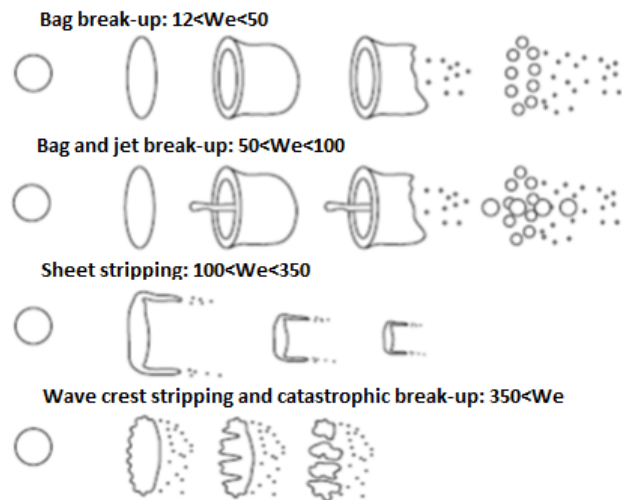 Bag break-up: 12<We<50
Bag and jet break-up: 50<We<100
Sheet stripping: 100<We<350
Wave crest stripping and catastrophic break-up: 350<We